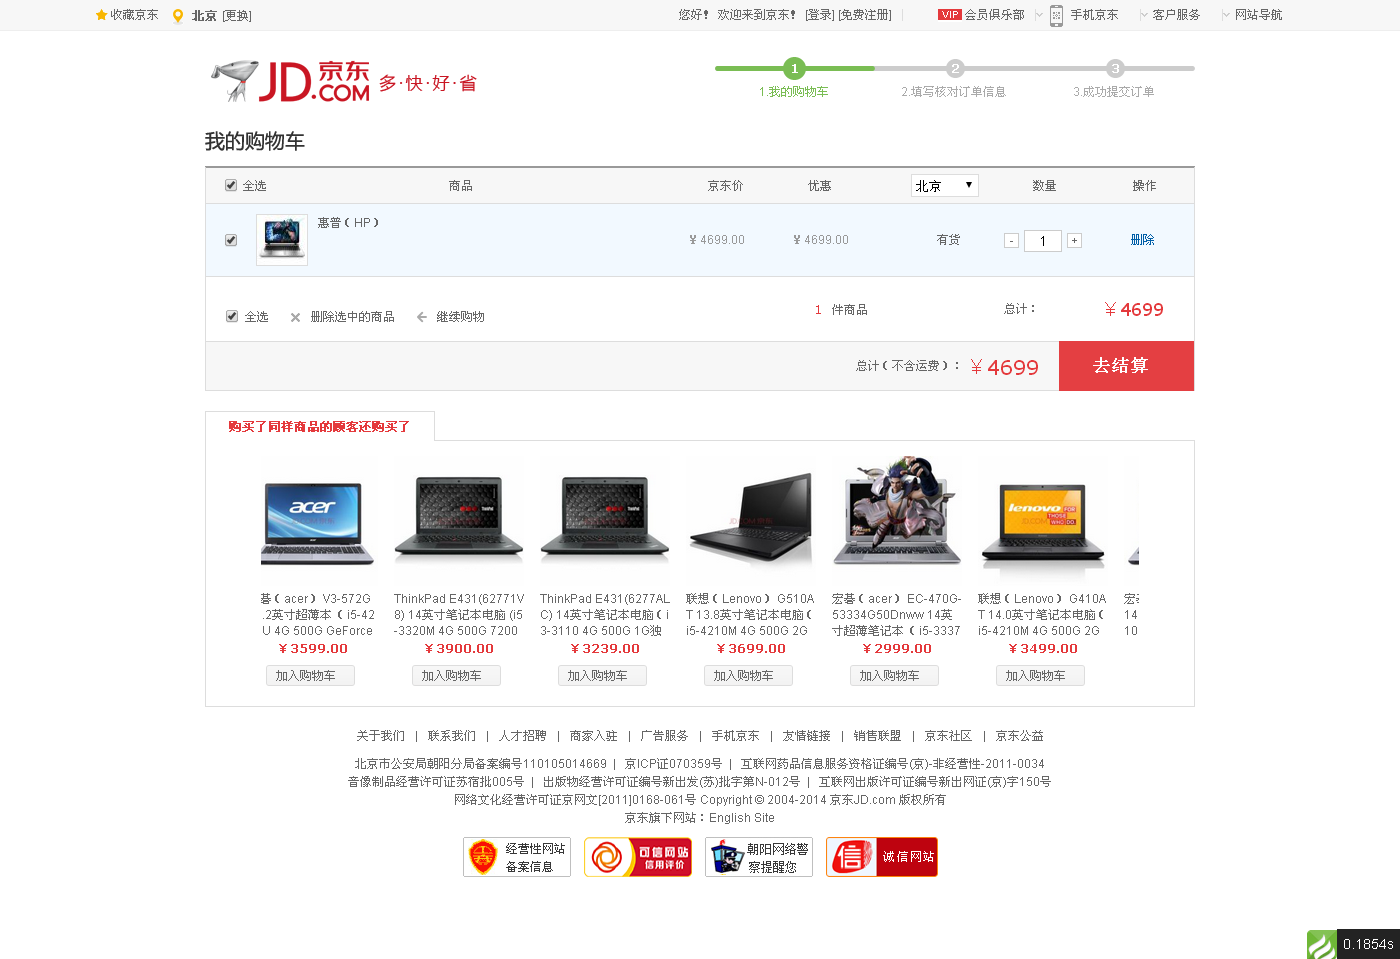 收藏京东 北京 [更换] 您好！ 欢迎来到京东！ [登录] [免费注册] VIP 会员俱乐部 手机京东 客户服务 网站导航
JD.COM 京东 多·快·好·省
1 2 3
1.我的购物车 2.填写核对订单信息 3.成功提交订单
我的购物车
全选 商品 京东价 优惠 北京 数量 操作
惠普（HP）
¥ 4699.00 ¥ 4699.00 有货 - 1 + 删除
全选 删除选中的商品 继续购物 1 件商品 总计： ¥ 4699
总计（不含运费）： ¥ 4699 去结算
购买了同样商品的顾客还购买了
acer
lenovo FOR THOSE WHO DO.
碁（acer） V3-572G
.2英寸超薄本（i5-42
U 4G 500G GeForce
¥ 3599.00
加入购物车
ThinkPad E431(62771V
8) 14英寸笔记本电脑 (i5
-3320M 4G 500G 7200
¥ 3900.00
加入购物车
ThinkPad E431(6277AL
C) 14英寸笔记本电脑（i
3-3110 4G 500G 1G独
¥ 3239.00
加入购物车
联想（Lenovo） G510A
T 13.8英寸笔记本电脑（
i5-4210M 4G 500G 2G
¥ 3699.00
加入购物车
宏碁（acer） EC-470G-
53334G50Dnww 14英
寸超薄笔记本（i5-3337
¥ 2999.00
加入购物车
联想（Lenovo） G410A
T 14.0英寸笔记本电脑（
i5-4210M 4G 500G 2G
¥ 3499.00
加入购物车
宏
14
10
关于我们 | 联系我们 | 人才招聘 | 商家入驻 | 广告服务 | 手机京东 | 友情链接 | 销售联盟 | 京东社区 | 京东公益
北京市公安局朝阳分局备案编号110105014669 | 京ICP证070359号 | 互联网药品信息服务资格证编号(京)-非经营性-2011-0034
音像制品经营许可证苏宿批005号 | 出版物经营许可证编号新出发(苏)批字第N-012号 | 互联网出版许可证编号新出网证(京)字150号
网络文化经营许可证京网文[2011]0168-061号 Copyright © 2004-2014 京东JD.com 版权所有
京东旗下网站：English Site
经营性网站
备案信息
可信网站
信用评价
朝阳网络警
察提醒您
信 诚信网站
0.1854s